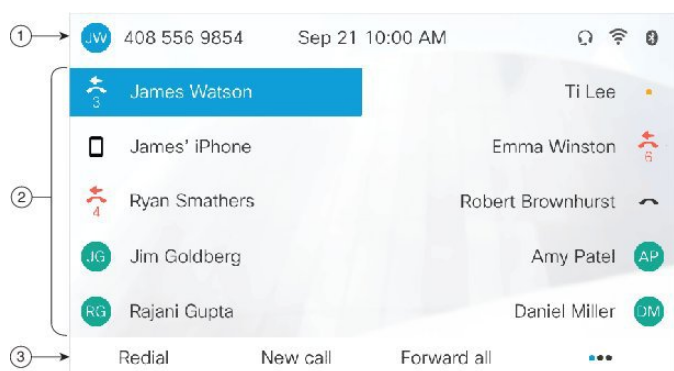 1 JW 408 556 9854 Sep 21 10:00 AM
3 James Watson Ti Lee
James' iPhone Emma Winston 6
2
4 Ryan Smathers Robert Brownhurst
JG Jim Goldberg Amy Patel AP
RG Rajani Gupta Daniel Miller DM
3 Redial New call Forward all •••